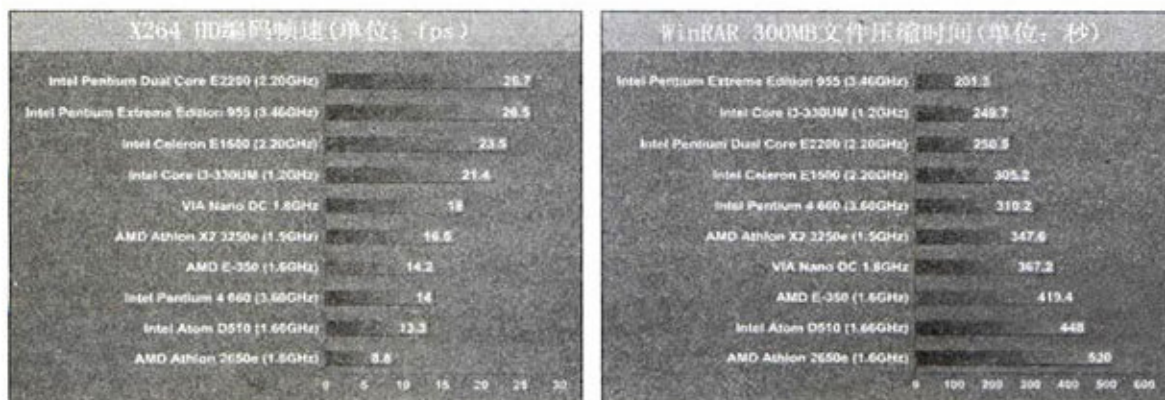 X264 HD编码帧速(单位：fps)
Intel Pentium Dual Core E2200 (2.20GHz) 26.7
Intel Pentium Extreme Edition 955 (3.46GHz) 26.5
Intel Celeron E1500 (2.20GHz) 23.5
Intel Core i3-330UM (1.2GHz) 21.4
VIA Nano DC 1.8GHz 18
AMD Athlon X2 3250e (1.5GHz) 16.6
AMD E-350 (1.6GHz) 14.2
Intel Pentium 4 660 (3.60GHz) 14
Intel Atom D510 (1.66GHz) 13.3
AMD Athlon 2650e (1.6GHz) 8.8
0 5 10 15 20 25 30
WinRAR 300MB文件压缩时间(单位：秒)
Intel Pentium Extreme Edition 955 (3.46GHz) 201.3
Intel Core i3-330UM (1.2GHz) 249.7
Intel Pentium Dual Core E2200 (2.20GHz) 250.5
Intel Celeron E1500 (2.20GHz) 305.2
Intel Pentium 4 660 (3.60GHz) 310.2
AMD Athlon X2 3250e (1.5GHz) 347.6
VIA Nano DC 1.8GHz 367.2
AMD E-350 (1.6GHz) 419.4
Intel Atom D510 (1.66GHz) 448
AMD Athlon 2650e (1.6GHz) 520
0 100 200 300 400 500 600